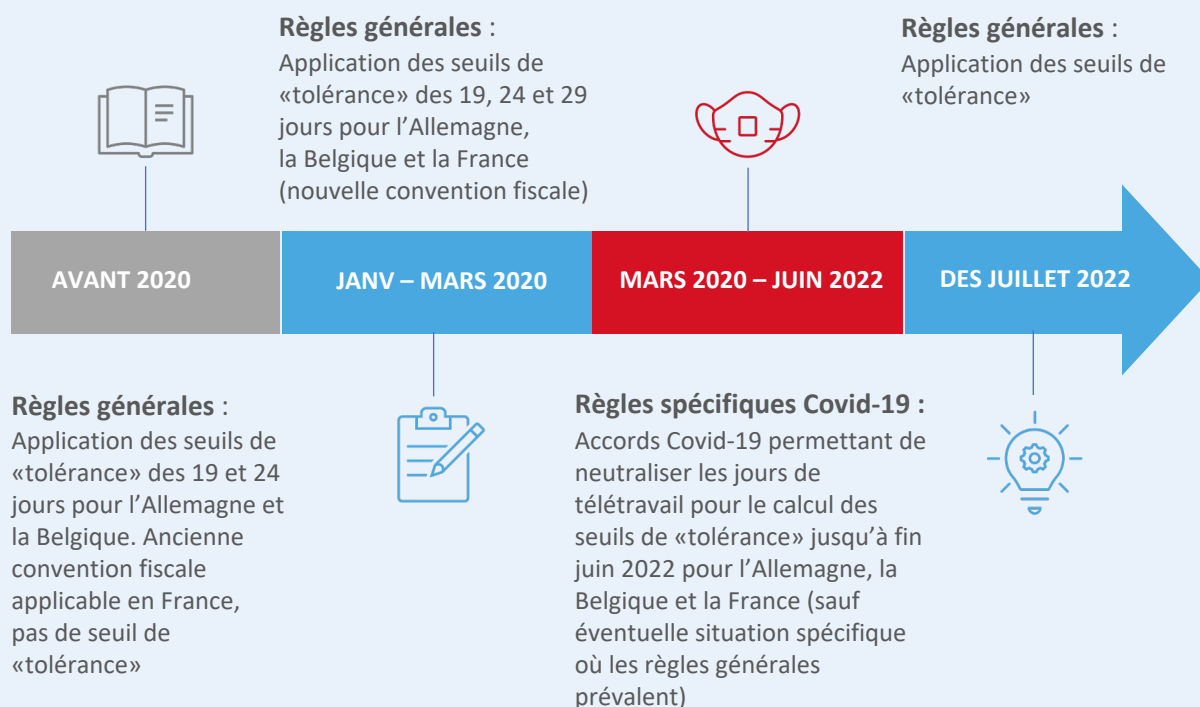 Règles générales :
Application des seuils de
«tolérance» des 19, 24 et 29
jours pour l’Allemagne,
la Belgique et la France
(nouvelle convention fiscale)
Règles générales :
Application des seuils de
«tolérance»
AVANT 2020
JANV – MARS 2020
MARS 2020 – JUIN 2022
DES JUILLET 2022
Règles générales :
Application des seuils de
«tolérance» des 19 et 24
jours pour l’Allemagne et
la Belgique. Ancienne
convention fiscale
applicable en France,
pas de seuil de
«tolérance»
Règles spécifiques Covid-19 :
Accords Covid-19 permettant de
neutraliser les jours de
télétravail pour le calcul des
seuils de «tolérance» jusqu’à fin
juin 2022 pour l’Allemagne, la
Belgique et la France (sauf
éventuelle situation spécifique
où les règles générales
prévalent)